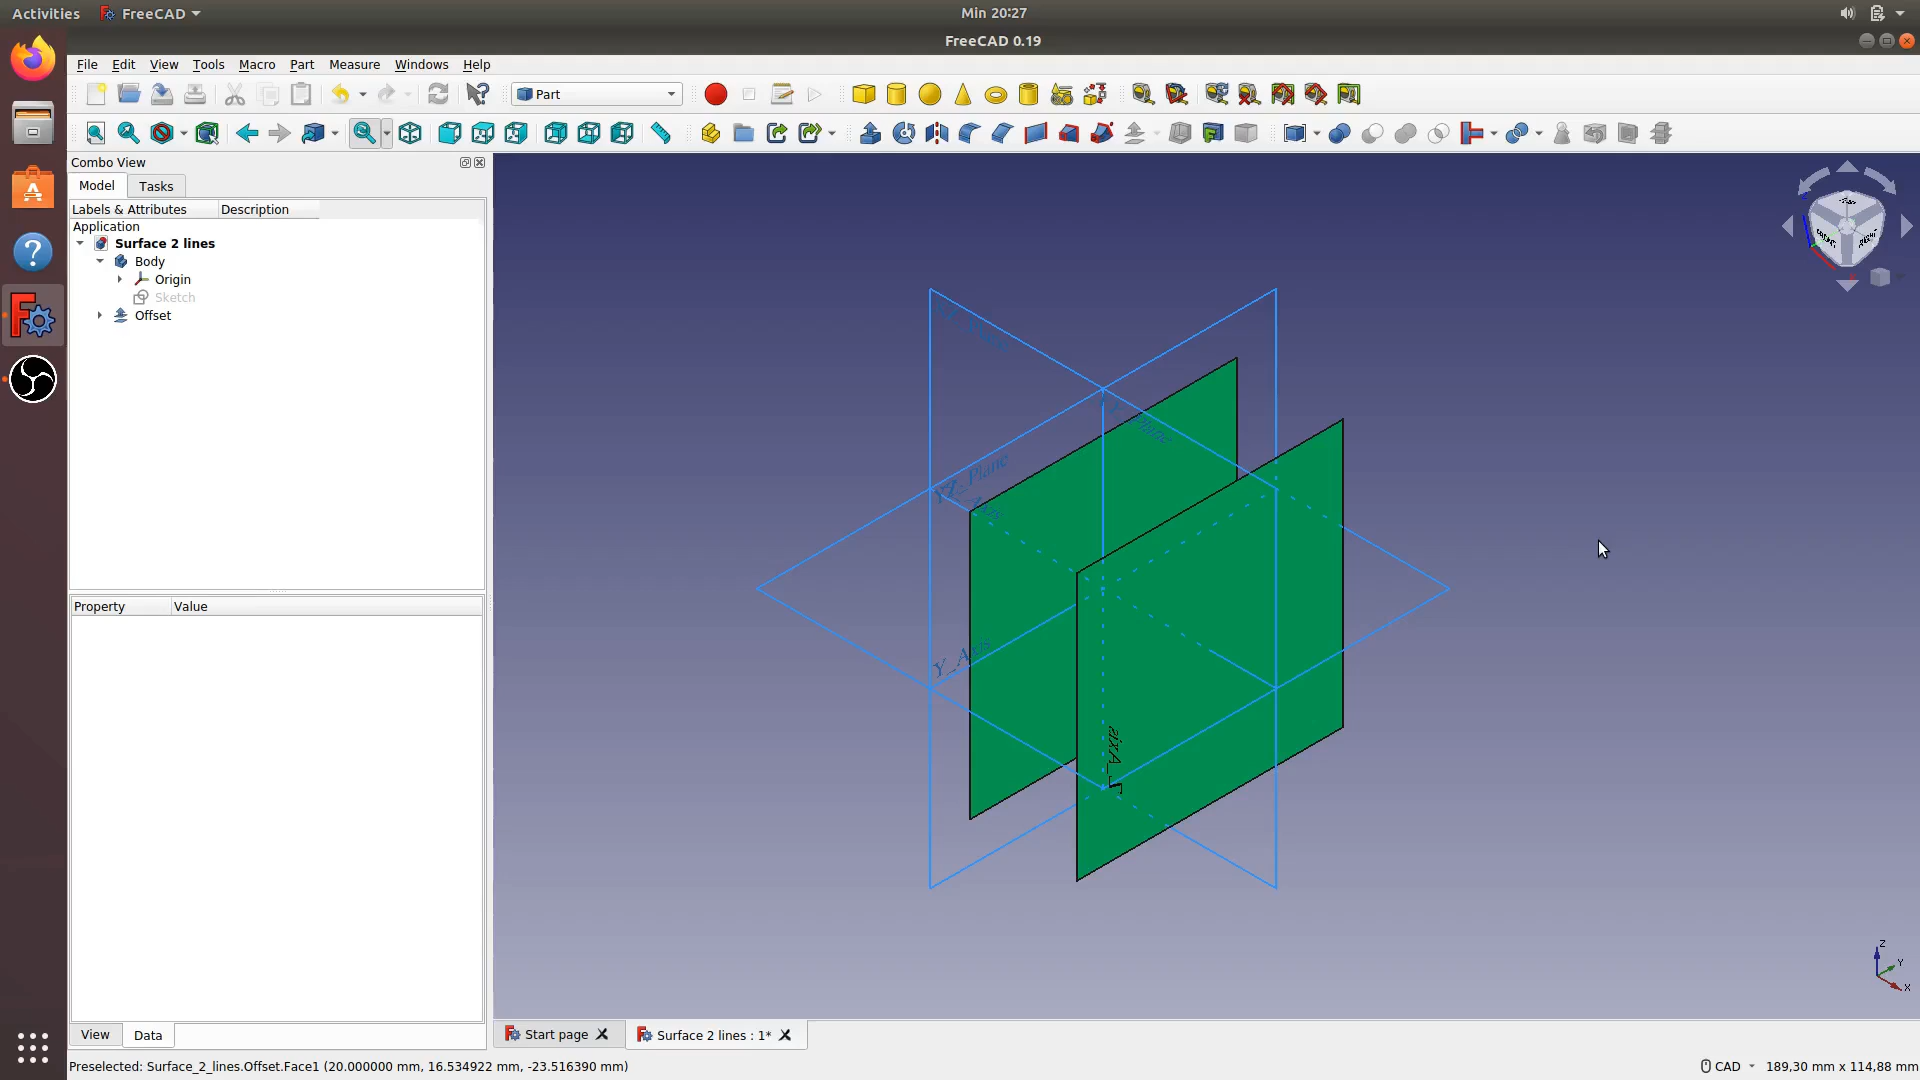 Activities FreeCAD Min 20:27
FreeCAD 0.19
File Edit View Tools Macro Part Measure Windows Help
Part
Combo View
Model Tasks
Labels & Attributes Description
Application
Surface 2 lines
Body
Origin
Sketch
Offset
Y_Axis
Property Value
View Data
Start page Surface 2 lines : 1*
Preselected: Surface_2_lines.Offset.Face1 (20.000000 mm, 16.534922 mm, -23.516390 mm) CAD 189,30 mm x 114,88 mm
FRONT
RIGHT
Z
Y
X